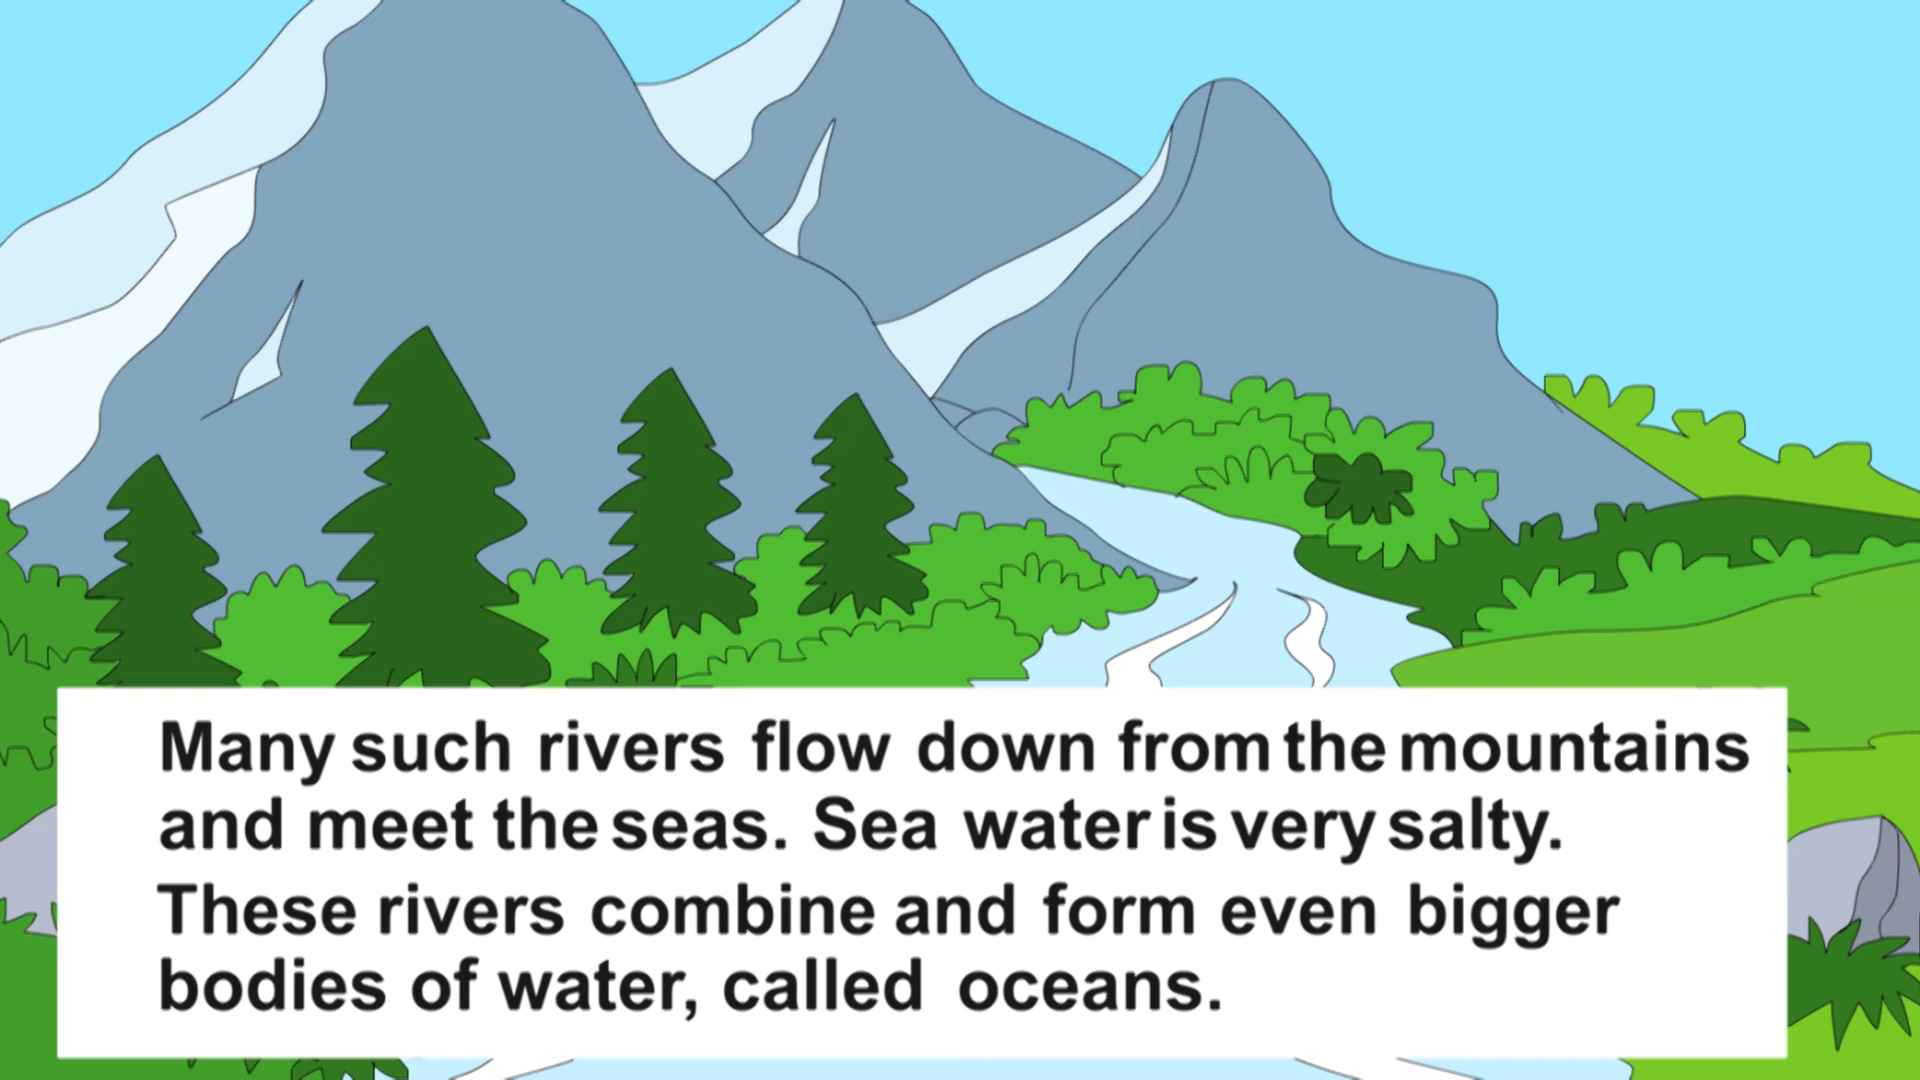 Many such rivers flow down from the mountains
and meet the seas. Sea water is very salty.
These rivers combine and form even bigger
bodies of water, called oceans.